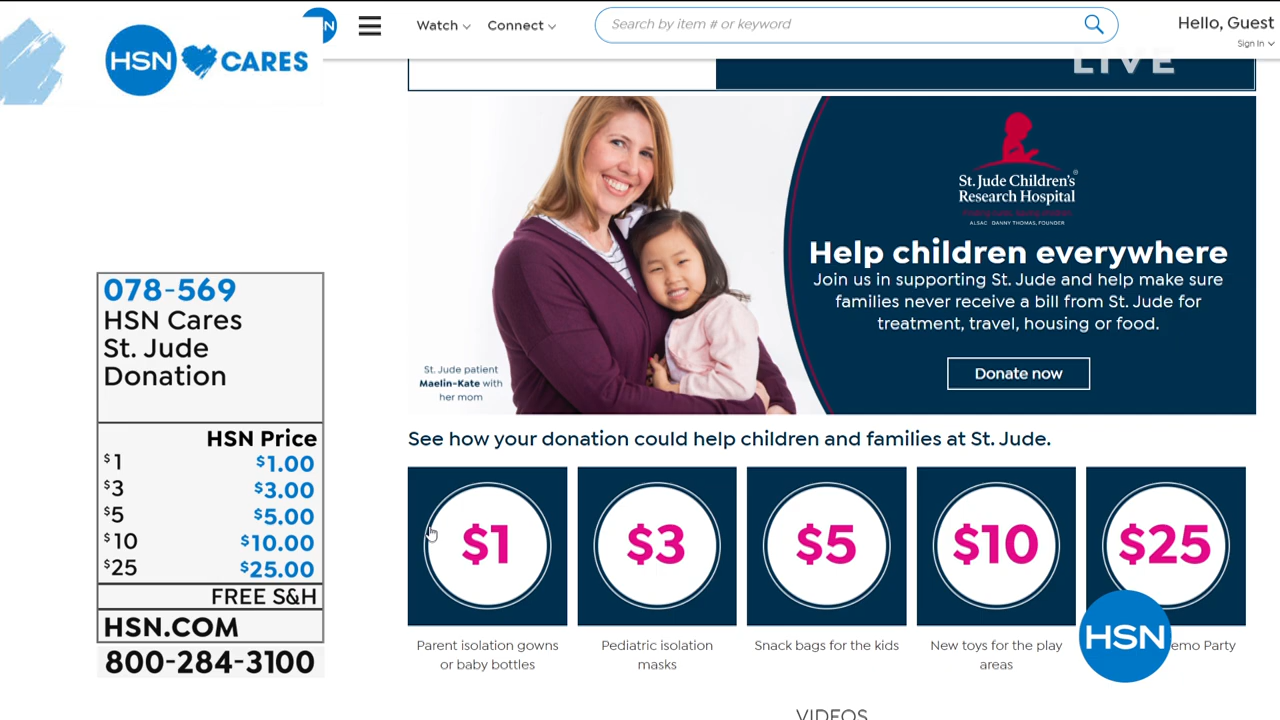 HSN CARES
Watch
Connect
Search by item # or keyword
Hello, Guest
Sign In
LIVE
St. Jude Children's
Research Hospital
ALSAC DANNY THOMAS, FOUNDER
Help children everywhere
Join us in supporting St. Jude and help make sure
families never receive a bill from St. Jude for
treatment, travel, housing or food.
Donate now
St. Jude patient
Maelin-Kate with
her mom
078-569
HSN Cares
St. Jude
Donation
HSN Price
$1 $1.00
$3 $3.00
$5 $5.00
$10 $10.00
$25 $25.00
FREE S&H
HSN.COM
800-284-3100
See how your donation could help children and families at St. Jude.
$1
$3
$5
$10
$25
Parent isolation gowns
or baby bottles
Pediatric isolation
masks
Snack bags for the kids
New toys for the play
areas
Party
HSN
VIDEOS